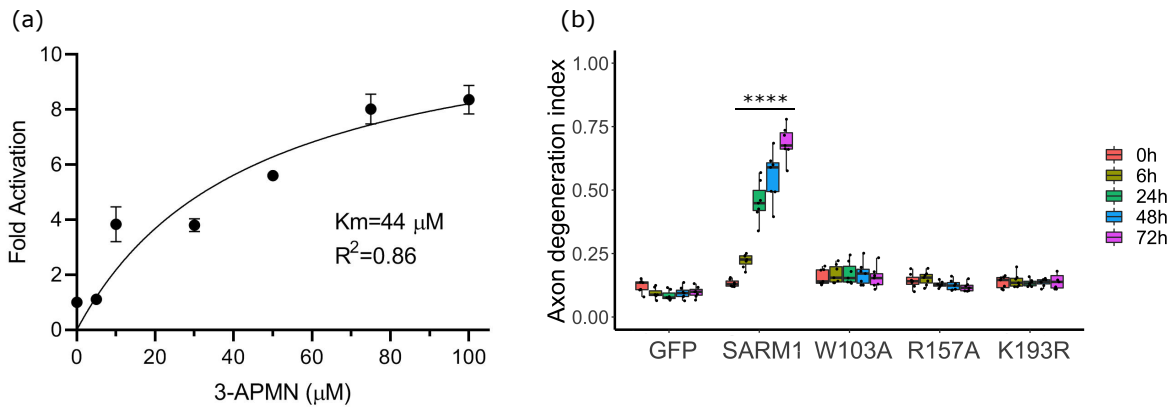 (a)
10
8
6
4
2
0
Fold Activation
Km=44 μM
R²=0.86
0 20 40 60 80 100
3-APMN (μM)
(b)
1.00
0.75
0.50
0.25
0.00
Axon degeneration index
****
GFP SARM1 W103A R157A K193R
0h
6h
24h
48h
72h